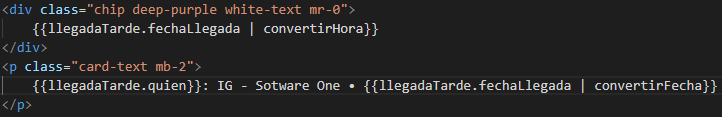 <div class="chip deep-purple white-text mr-0">
{{llegadaTarde.fechaLlegada | convertirHora}}
</div>
<p class="card-text mb-2">
{{llegadaTarde.quien}}: IG - Sotware One • {{llegadaTarde.fechaLlegada | convertirFecha}}
</p>